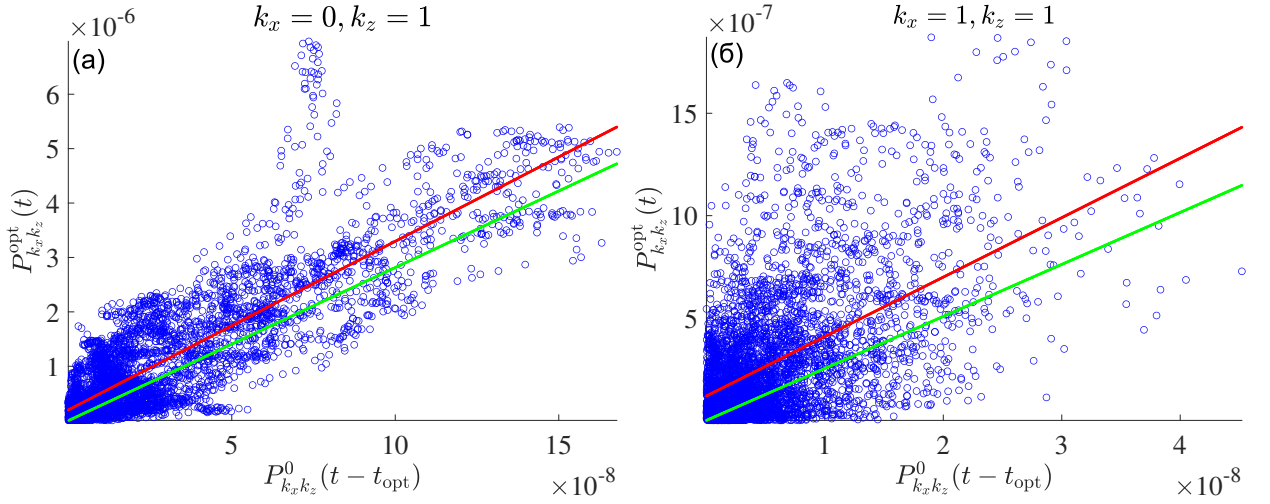 ×10⁻⁶
k_x = 0, k_z = 1
(а)
6
5
4
3
2
1
5
10
15
P^{opt}_{k_x k_z}(t)
P^0_{k_x k_z}(t − t_opt)
×10⁻⁸
×10⁻⁷
k_x = 1, k_z = 1
(б)
15
10
5
1
2
3
4
P^{opt}_{k_x k_z}(t)
P^0_{k_x k_z}(t − t_opt)
×10⁻⁸